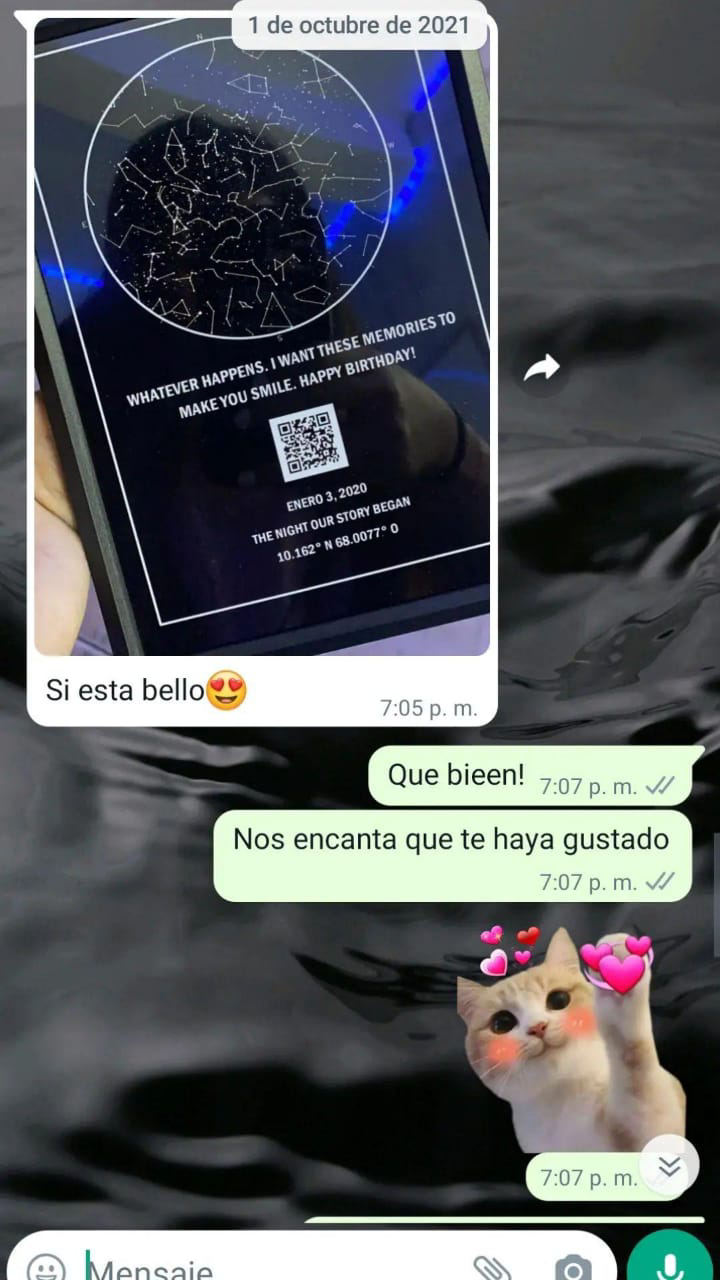 1 de octubre de 2021
N
W
E
S
WHATEVER HAPPENS. I WANT THESE MEMORIES TO
MAKE YOU SMILE. HAPPY BIRTHDAY!
ENERO 3, 2020
THE NIGHT OUR STORY BEGAN
10.162° N 68.0077° O
Si esta bello😍
7:05 p. m.
Que bieen! 7:07 p. m.
Nos encanta que te haya gustado
7:07 p. m.
7:07 p. m.
Mensaje